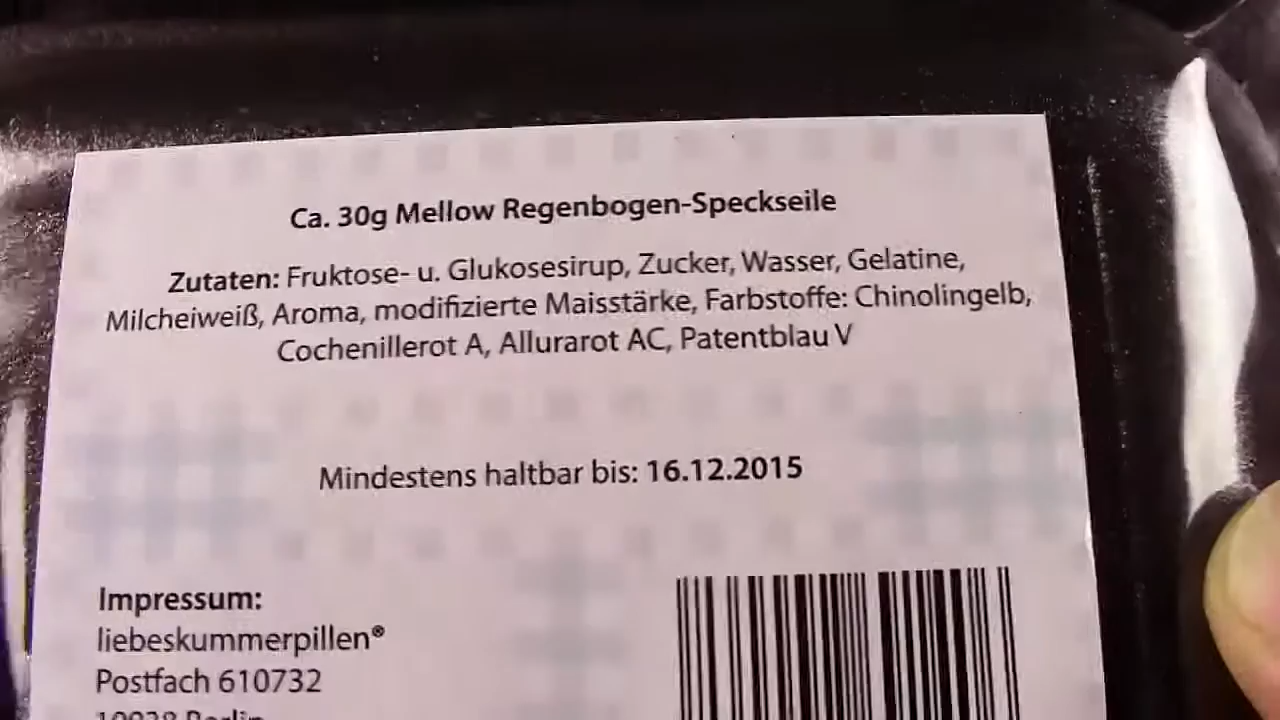 Ca. 30g Mellow Regenbogen-Speckseile
Zutaten: Fruktose- u. Glukosesirup, Zucker, Wasser, Gelatine,
Milcheiweiß, Aroma, modifizierte Maisstärke, Farbstoffe: Chinolingelb,
Cochenillerot A, Allurarot AC, Patentblau V
Mindestens haltbar bis: 16.12.2015
Impressum:
liebeskummerpillen®
Postfach 610732
Berlin